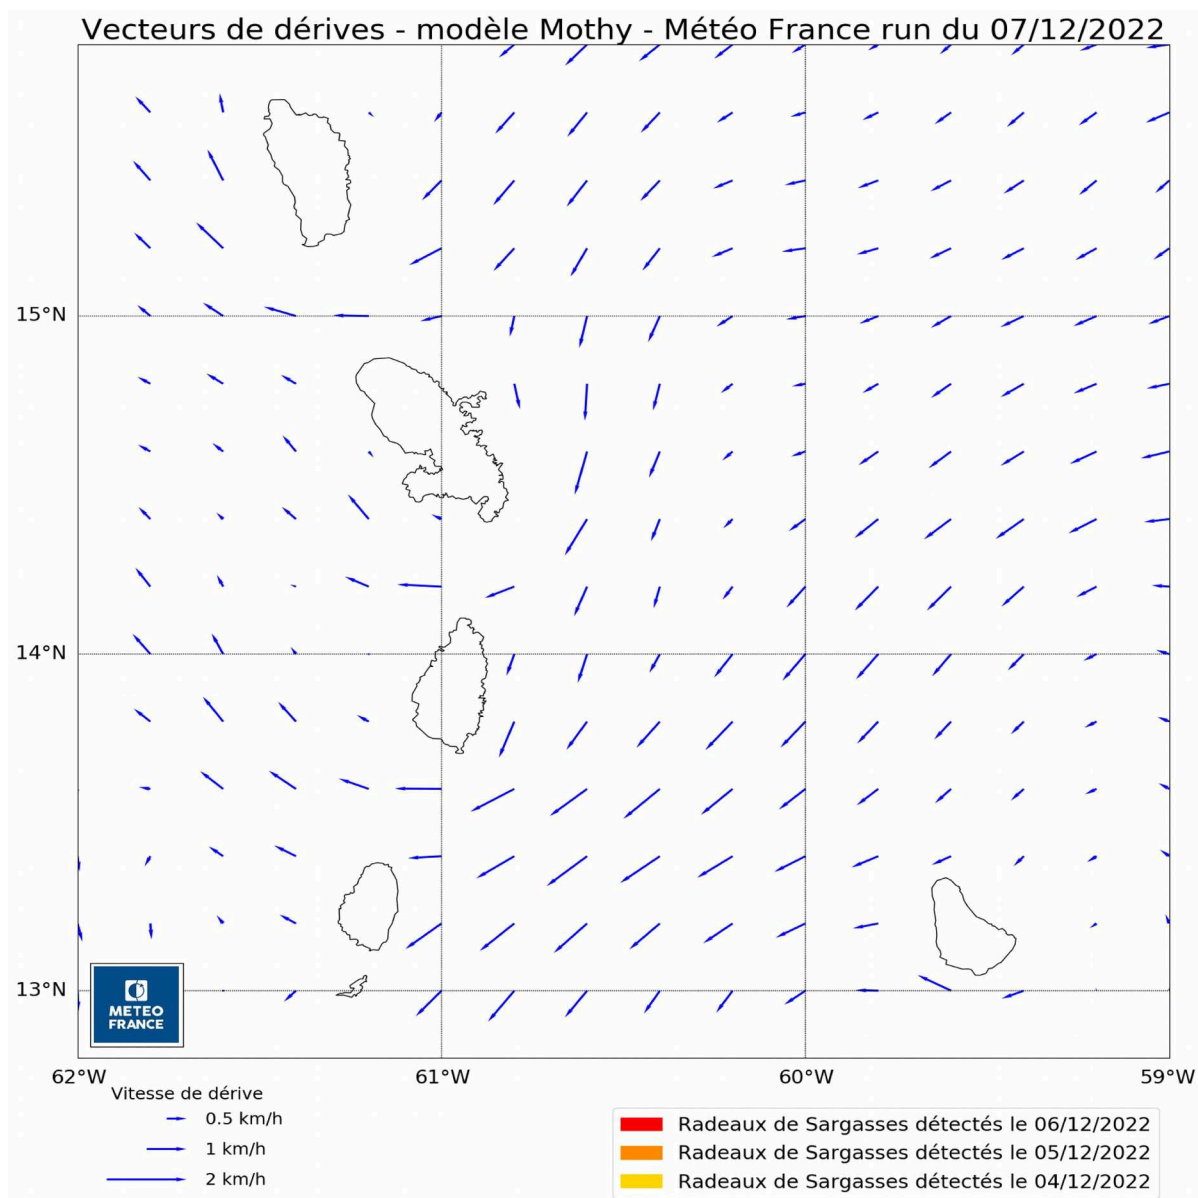 Vecteurs de dérives - modèle Mothy - Météo France run du 07/12/2022
15°N
14°N
13°N
METEO
FRANCE
62°W
61°W
60°W
59°W
Vitesse de dérive
0.5 km/h
1 km/h
2 km/h
Radeaux de Sargasses détectés le 06/12/2022
Radeaux de Sargasses détectés le 05/12/2022
Radeaux de Sargasses détectés le 04/12/2022